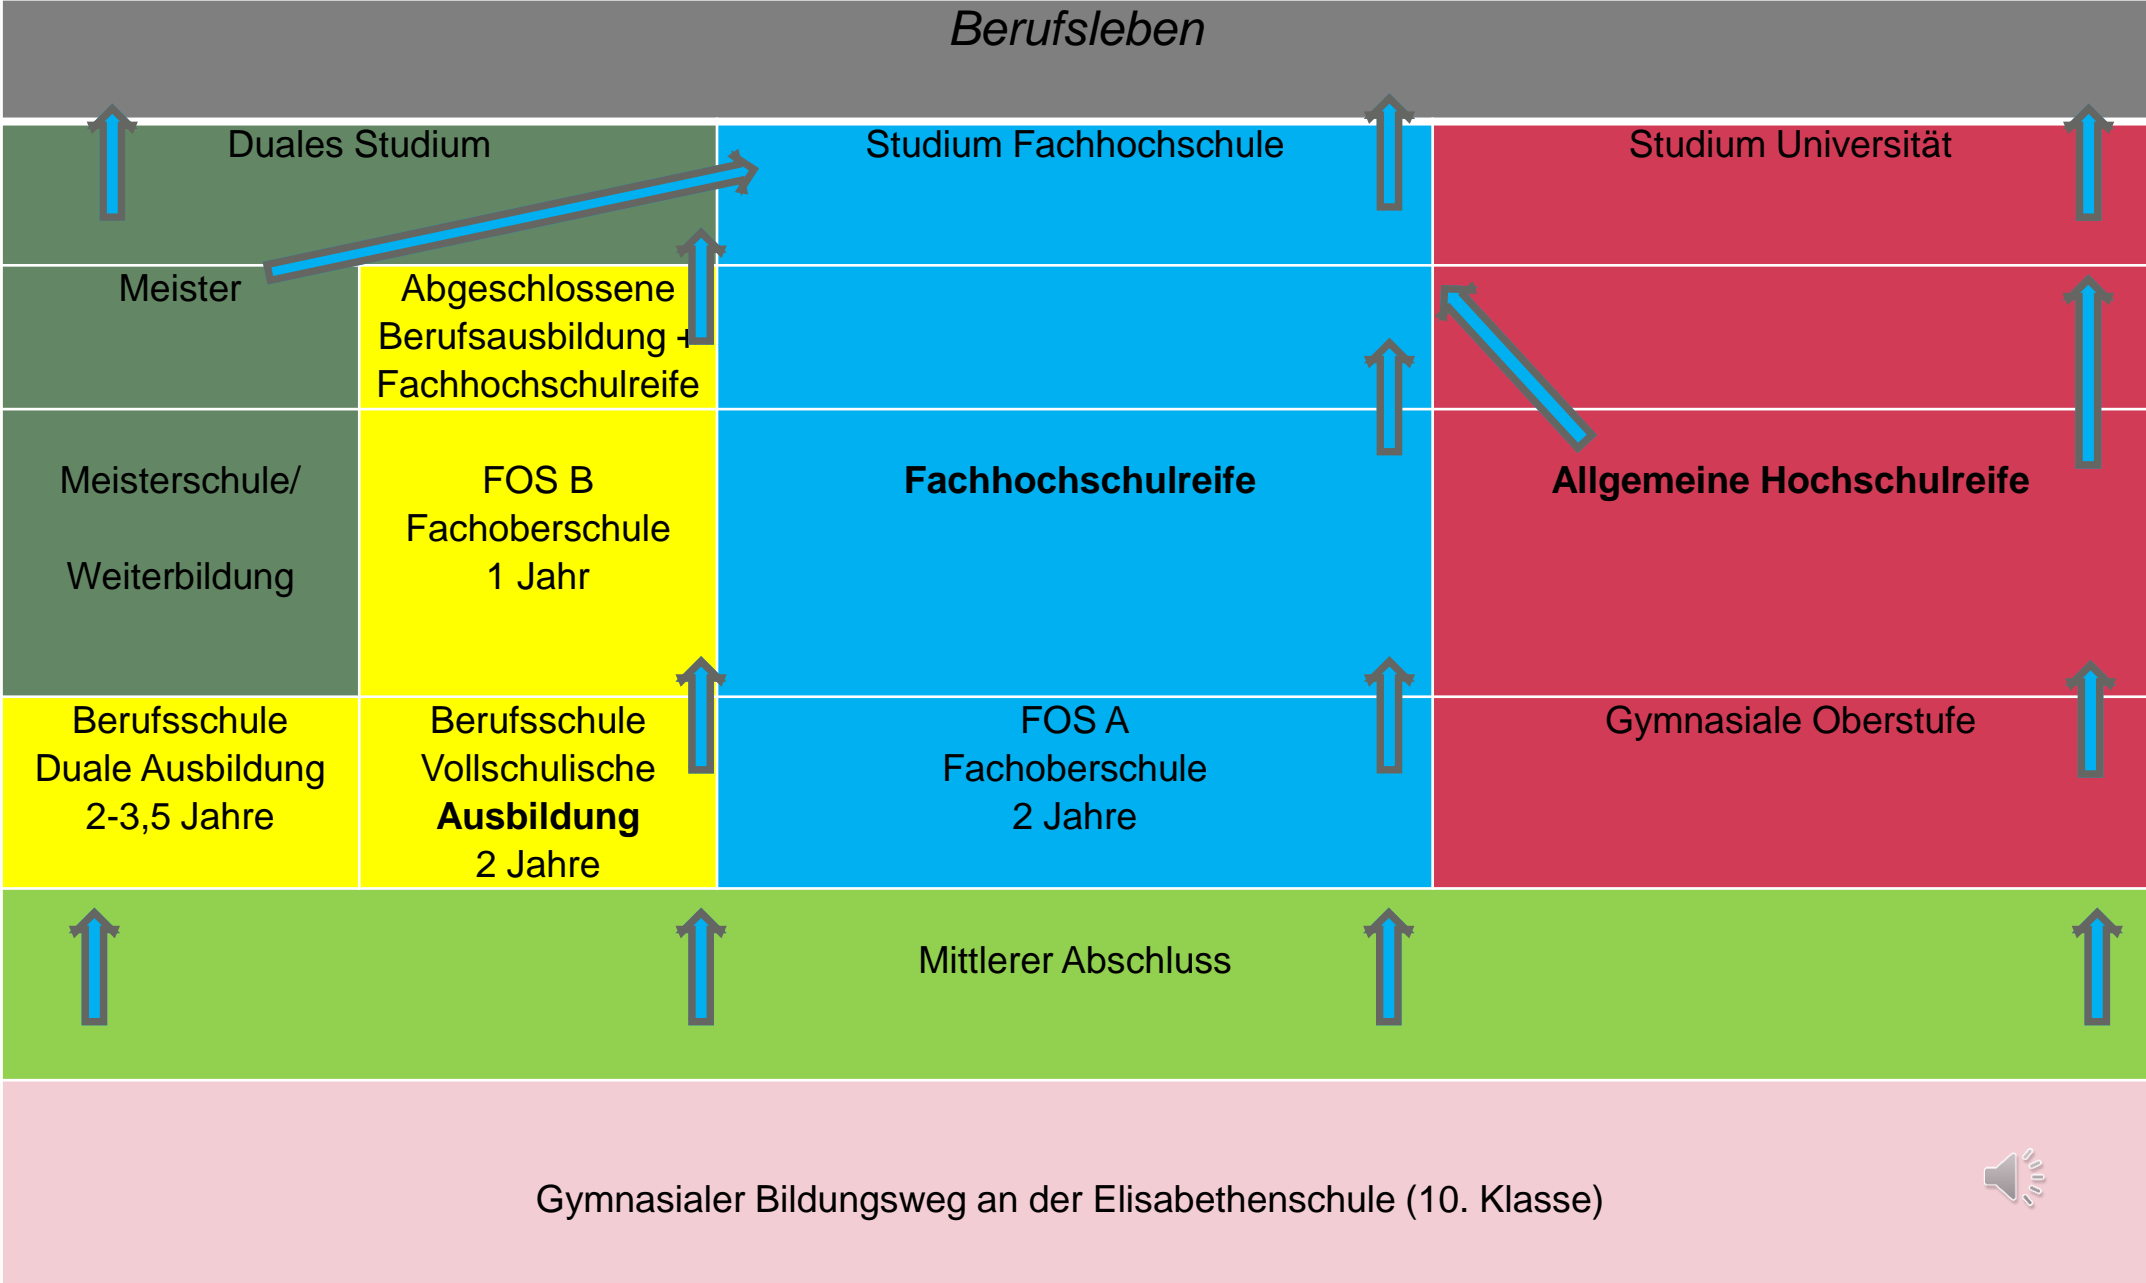 Berufsleben
Duales Studium
Studium Fachhochschule
Studium Universität
Meister
Abgeschlossene
Berufsausbildung +
Fachhochschulreife
Meisterschule/
Weiterbildung
FOS B
Fachoberschule
1 Jahr
Fachhochschulreife
Allgemeine Hochschulreife
Berufsschule
Duale Ausbildung
2-3,5 Jahre
Berufsschule
Vollschulische
Ausbildung
2 Jahre
FOS A
Fachoberschule
2 Jahre
Gymnasiale Oberstufe
Mittlerer Abschluss
Gymnasialer Bildungsweg an der Elisabethenschule (10. Klasse)